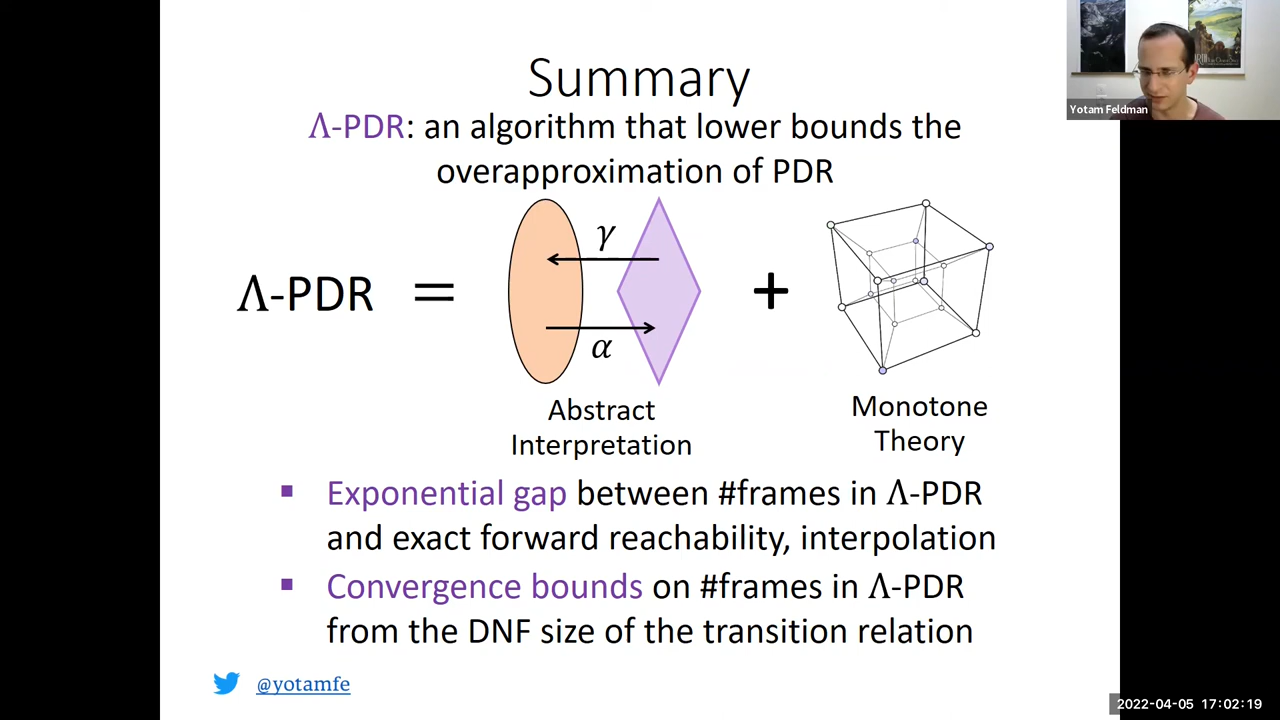 Summary
Λ-PDR: an algorithm that lower bounds the
overapproximation of PDR
Λ-PDR = γ α +
Abstract
Interpretation
Monotone
Theory
▪ Exponential gap between #frames in Λ-PDR
and exact forward reachability, interpolation
▪ Convergence bounds on #frames in Λ-PDR
from the DNF size of the transition relation
@yotamfe
Yotam Feldman
2022-04-05 17:02:19